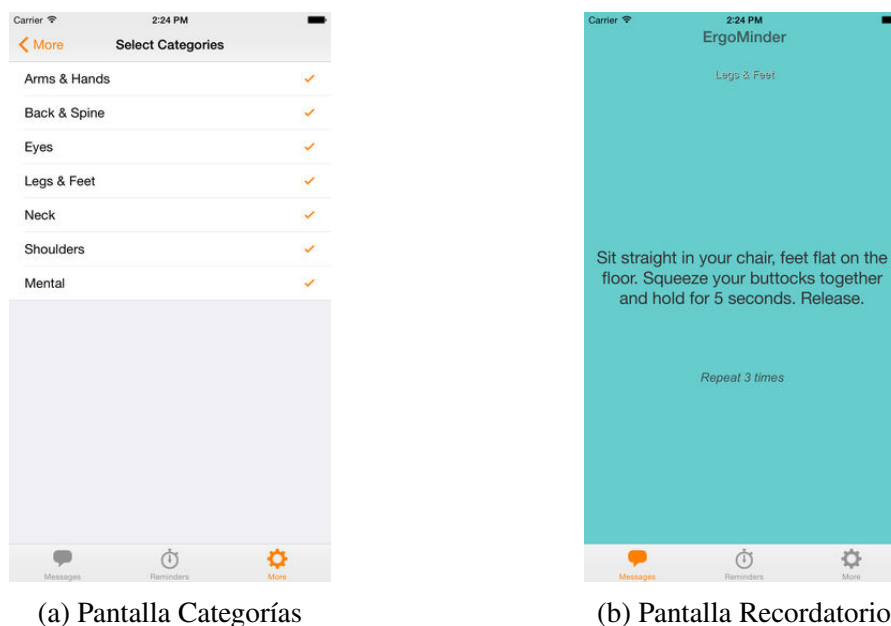 Carrier 2:24 PM
More Select Categories
Arms & Hands
Back & Spine
Eyes
Legs & Feet
Neck
Shoulders
Mental
Messages Reminders More
(a) Pantalla Categorías
Carrier 2:24 PM
ErgoMinder
Legs & Feet
Sit straight in your chair, feet flat on the
floor. Squeeze your buttocks together
and hold for 5 seconds. Release.
Repeat 3 times
Messages Reminders More
(b) Pantalla Recordatorio